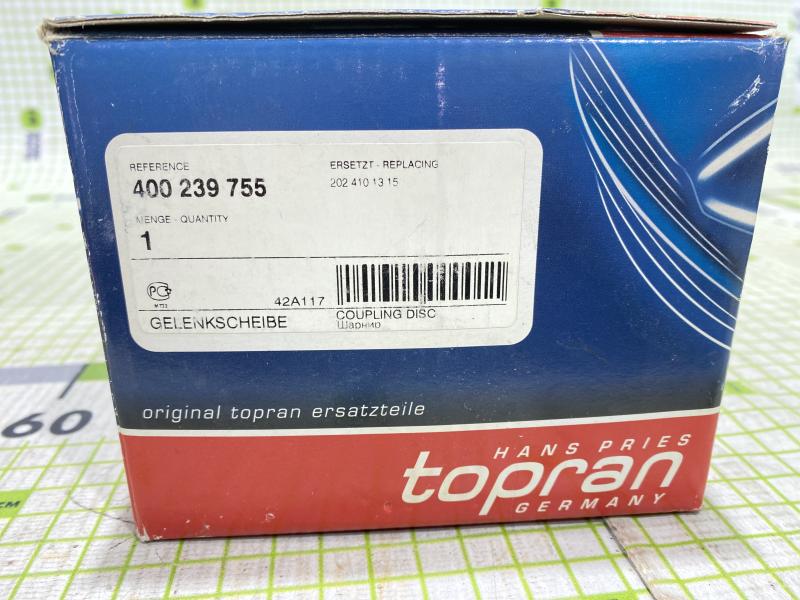 REFERENCE
400 239 755
ERSETZT - REPLACING
202 410 13 15
MENGE - QUANTITY
1
42A117
GELENKSCHEIBE
COUPLING DISC
Шарнир
original topran ersatzteile
HANS PRIES
topran
GERMANY
60